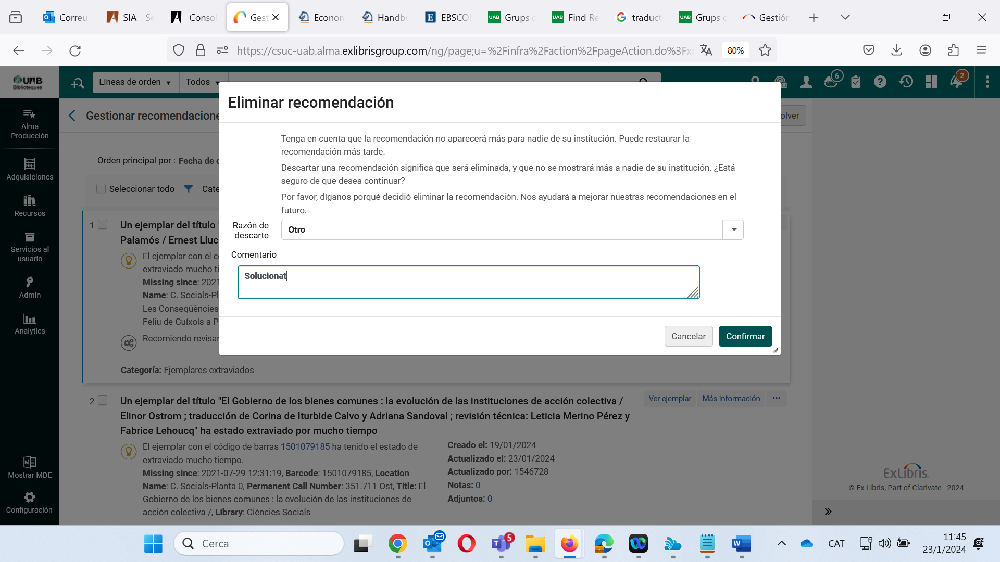 Correu
SIA - Se
Consol
Gest
Econom
Handb
EBSCO
UAB Grups
UAB Find Re
traduct
UAB Grups
Gestión
https://csuc-uab.alma.exlibrisgroup.com/ng/page;u=%2Finfra%2Faction%2FpageAction.do%3Fx
80%
UAB
Biblioteques
Líneas de orden
Todos
6
2
Alma
Producción
Adquisiciones
Recursos
Servicios al
usuario
Admin
Analytics
Mostrar MDE
Configuración
Gestionar recomendacione
olver
Orden principal por : Fecha de c
Seleccionar todo
Cate
1
Un ejemplar del título "
Palamós / Ernest Lluc
El ejemplar con el c
extraviado mucho ti
Missing since: 2021
Name: C. Socials-Pl
Les Conseqüències
Feliu de Guíxols a P
Recomiendo revisar
Categoría: Ejemplares extraviados
Eliminar recomendación
Tenga en cuenta que la recomendación no aparecerá más para nadie de su institución. Puede restaurar la
recomendación más tarde.
Descartar una recomendación significa que será eliminada, y que no se mostrará más a nadie de su institución. ¿Está
seguro de que desea continuar?
Por favor, díganos porqué decidió eliminar la recomendación. Nos ayudará a mejorar nuestras recomendaciones en el
futuro.
Razón de
descarte
Otro
Comentario
Solucionat
Cancelar
Confirmar
2
Un ejemplar del título "El Gobierno de los bienes comunes : la evolución de las instituciones de acción colectiva /
Elinor Ostrom ; traducción de Corina de Iturbide Calvo y Adriana Sandoval ; revisión técnica: Leticia Merino Pérez y
Fabrice Lehoucq" ha estado extraviado por mucho tiempo
Ver ejemplar
Más información
El ejemplar con el código de barras 1501079185 ha tenido el estado de
extraviado mucho tiempo.
Missing since: 2021-07-29 12:31:19, Barcode: 1501079185, Location
Name: C. Socials-Planta 0, Permanent Call Number: 351.711 Ost, Title: El
Gobierno de los bienes comunes : la evolución de las instituciones de
acción colectiva /, Library: Ciències Socials
Creado el: 19/01/2024
Actualizado el: 23/01/2024
Actualizado por: 1546728
Notas: 0
Adjuntos: 0
ExLibris
© Ex Libris, Part of Clarivate 2024
Cerca
5
CAT
11:45
23/1/2024